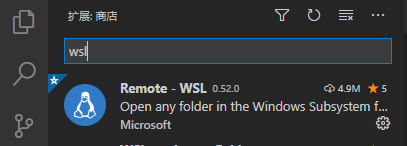 扩展: 商店
wsl
Remote - WSL 0.52.0 4.9M 5
Open any folder in the Windows Subsystem f...
Microsoft